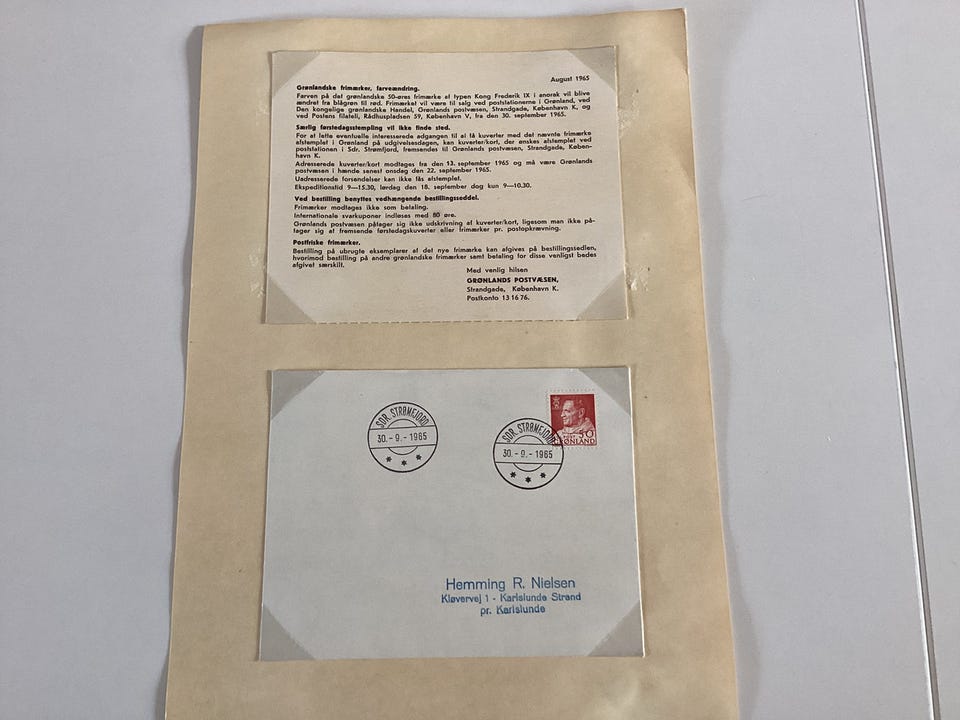 August 1965
Grønlandske frimærker, farveændring.
Farven på det grønlandske 50-øres frimærke af typen Kong Frederik IX i anorak vil blive
ændret fra blågrøn til rød. Frimærket vil være til salg ved poststationerne i Grønland, ved
Den kongelige grønlandske Handel, Grønlands postvæsen, Strandgade, København K, og
ved Postens filateli, Rådhuspladsen 59, København V, fra den 30. september 1965.
Særlig førstedagsstempling vil ikke finde sted.
For at lette eventuelle interesserede adgangen til at få kuverter med det nævnte frimærke
afstemplet i Grønland på udgivelsesdagen, kan kuverter/kort, der ønskes afstemplet ved
poststationen i Sdr. Strømfjord, fremsendes til Grønlands postvæsen, Strandgade, Køben-
havn K.
Adresserede kuverter/kort modtages fra den 13. september 1965 og må være Grønlands
postvæsen i hænde senest onsdag den 22. september 1965.
Uadresserede forsendelser kan ikke fås afstemplet.
Ekspeditionstid 9—15.30, lørdag den 18. september dog kun 9—10.30.
Ved bestilling benyttes vedhængende bestillingsseddel.
Frimærker modtages ikke som betaling.
Internationale svarkuponer indløses med 80 øre.
Grønlands postvæsen påtager sig ikke udskrivning af kuverter/kort, ligesom man ikke på-
tager sig at fremsende førstedagskuverter eller frimærker pr. postopkrævning.
Postfriske frimærker.
Bestilling på ubrugte eksemplarer af det nye frimærke kan afgives på bestillingssedlen,
hvorimod bestilling på andre grønlandske frimærker samt betaling for disse venligst bedes
afgivet særskilt.
Med venlig hilsen
GRØNLANDS POSTVÆSEN,
Strandgade, København K.
Postkonto 13 16 76.
SDR. STRØMFJORD
30.-9.-1965
SDR. STRØMFJORD
30.-9.-1965
50
GRØNLAND
Hemming R. Nielsen
Kløvervej 1 - Karlslunde Strand
pr. Karlslunde